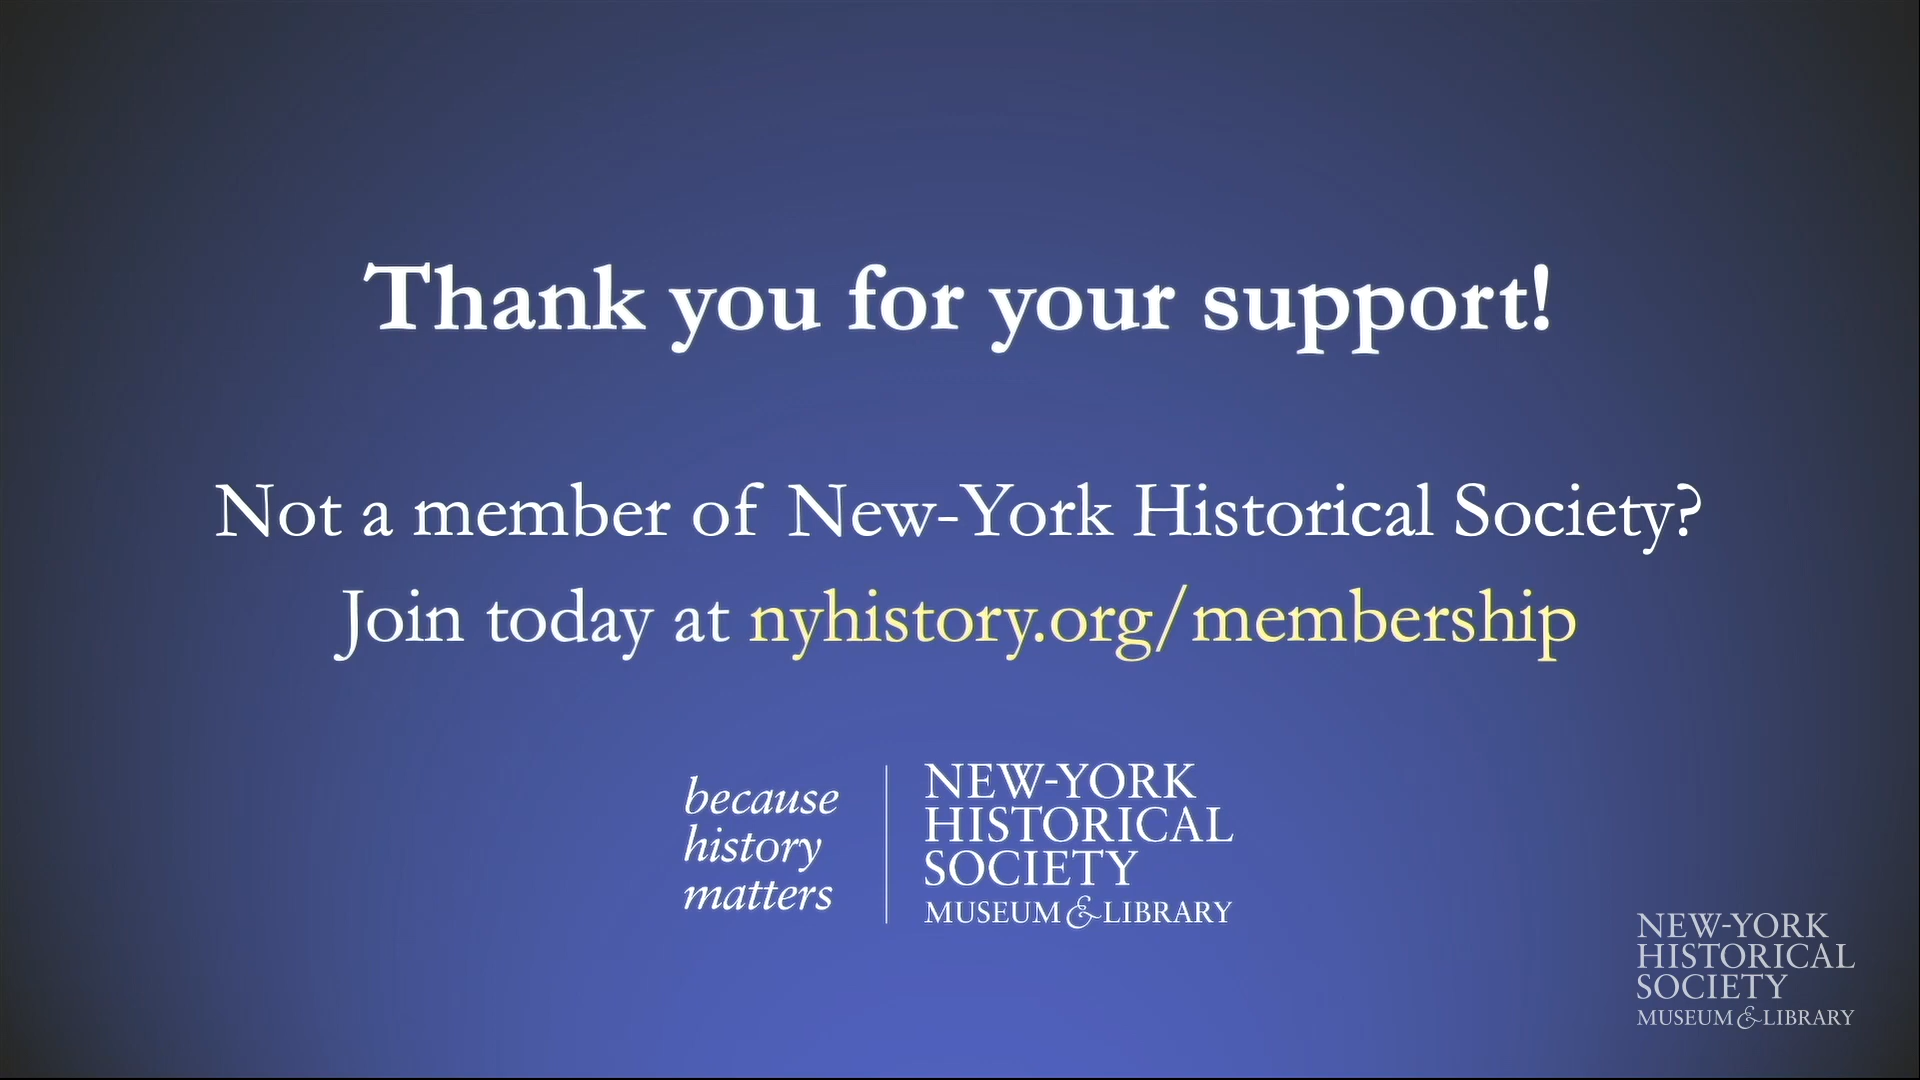 Thank you for your support!
Not a member of New-York Historical Society?
Join today at nyhistory.org/membership
because
history
matters
NEW-YORK
HISTORICAL
SOCIETY
MUSEUM & LIBRARY
NEW-YORK
HISTORICAL
SOCIETY
MUSEUM & LIBRARY